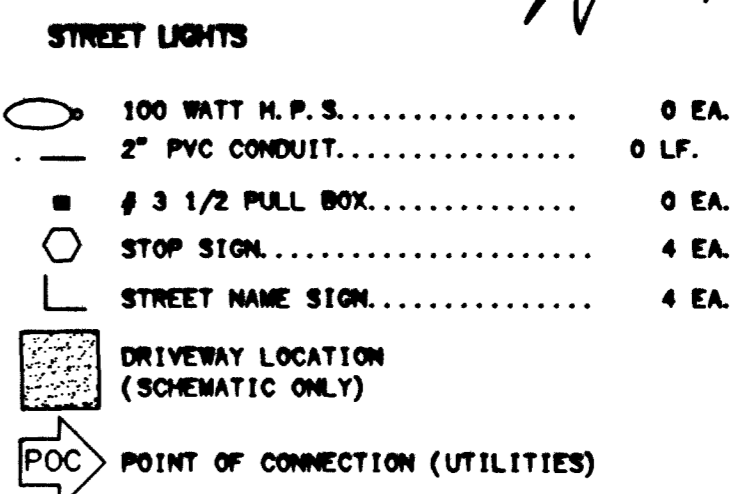 STREET LIGHTS
100 WATT H.P.S................. 0 EA.
2" PVC CONDUIT................. 0 LF.
# 3 1/2 PULL BOX............... 0 EA.
STOP SIGN...................... 4 EA.
STREET NAME SIGN............... 4 EA.
DRIVEWAY LOCATION
(SCHEMATIC ONLY)
POC POINT OF CONNECTION (UTILITIES)